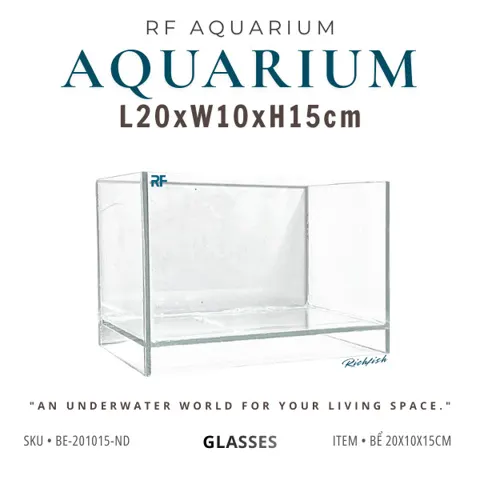 RF AQUARIUM
AQUARIUM
L20xW10xH15cm
RF
Richfish
"AN UNDERWATER WORLD FOR YOUR LIVING SPACE."
SKU • BE-201015-ND
GLASSES
ITEM • BỂ 20X10X15CM